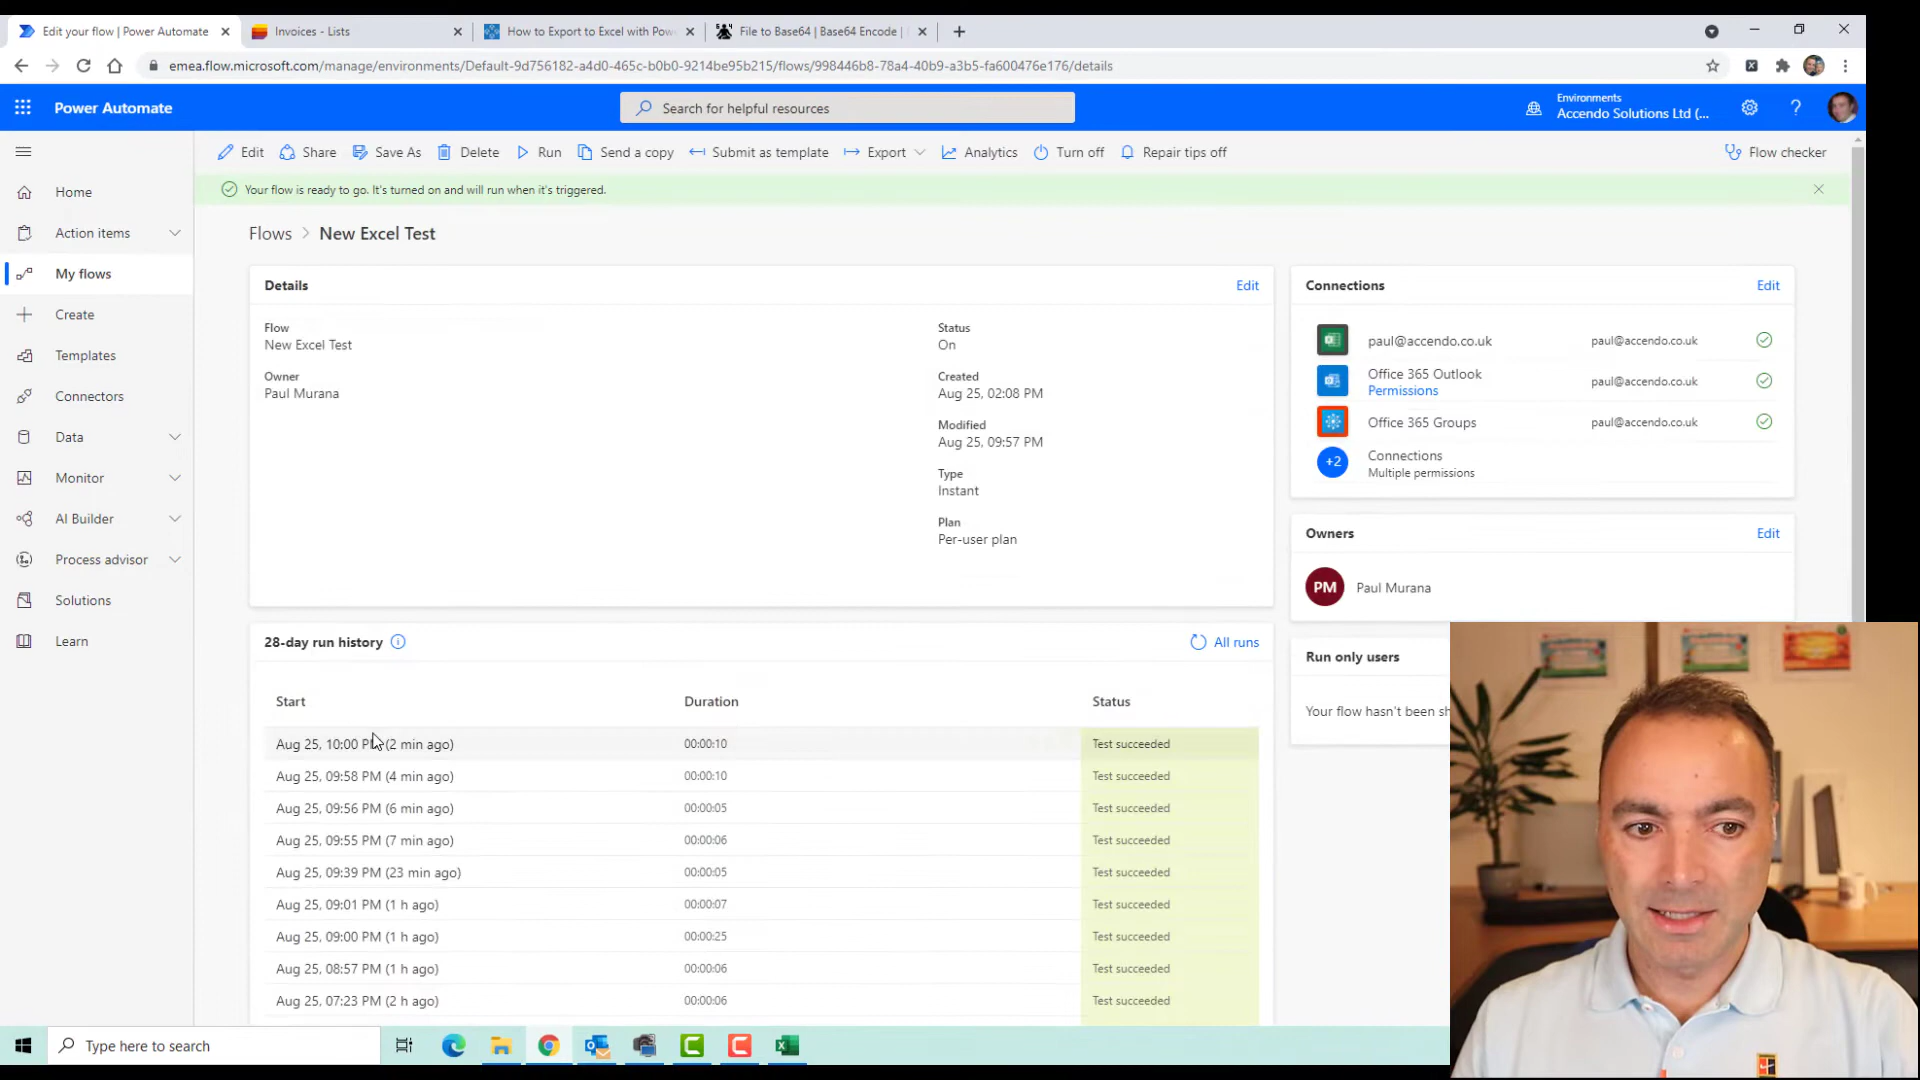 Edit your flow | Power Automate
Invoices - Lists
How to Export to Excel with Pow
File to Base64 | Base64 Encode |
emea.flow.microsoft.com/manage/environments/Default-9d756182-a4d0-465c-b0b0-9214be95b215/flows/998446b8-78a4-40b9-a3b5-fa600476e176/details
Power Automate
Search for helpful resources
Environments
Accendo Solutions Ltd (...
Edit
Share
Save As
Delete
Run
Send a copy
Submit as template
Export
Analytics
Turn off
Repair tips off
Flow checker
Your flow is ready to go. It's turned on and will run when it's triggered.
Home
Action items
My flows
Create
Templates
Connectors
Data
Monitor
AI Builder
Process advisor
Solutions
Learn
Flows > New Excel Test
Details
Edit
Flow
New Excel Test
Owner
Paul Murana
Status
On
Created
Aug 25, 02:08 PM
Modified
Aug 25, 09:57 PM
Type
Instant
Plan
Per-user plan
Connections
Edit
paul@accendo.co.uk paul@accendo.co.uk
Office 365 Outlook paul@accendo.co.uk
Permissions
Office 365 Groups paul@accendo.co.uk
+2
Connections
Multiple permissions
Owners
Edit
PM
Paul Murana
Run only users
Your flow hasn't been sh
28-day run history
All runs
Start Duration Status
Aug 25, 10:00 PM (2 min ago) 00:00:10 Test succeeded
Aug 25, 09:58 PM (4 min ago) 00:00:10 Test succeeded
Aug 25, 09:56 PM (6 min ago) 00:00:05 Test succeeded
Aug 25, 09:55 PM (7 min ago) 00:00:06 Test succeeded
Aug 25, 09:39 PM (23 min ago) 00:00:05 Test succeeded
Aug 25, 09:01 PM (1 h ago) 00:00:07 Test succeeded
Aug 25, 09:00 PM (1 h ago) 00:00:25 Test succeeded
Aug 25, 08:57 PM (1 h ago) 00:00:06 Test succeeded
Aug 25, 07:23 PM (2 h ago) 00:00:06 Test succeeded
Type here to search